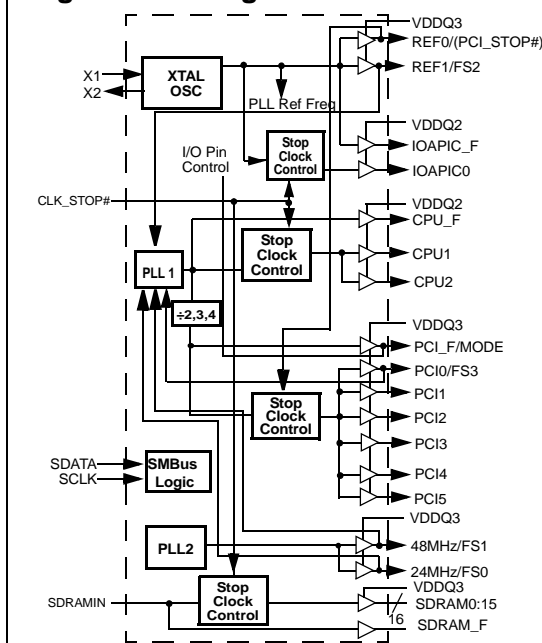 VDDQ3
REF0/(PCI_STOP#)
REF1/FS2
X1
X2
XTAL
OSC
PLL Ref Freq
VDDQ2
IOAPIC_F
IOAPIC0
I/O Pin
Control
Stop
Clock
Control
CLK_STOP#
VDDQ2
CPU_F
CPU1
CPU2
Stop
Clock
Control
PLL 1
÷2,3,4
VDDQ3
PCI_F/MODE
PCI0/FS3
PCI1
PCI2
PCI3
PCI4
PCI5
Stop
Clock
Control
SDATA
SCLK
SMBus
Logic
VDDQ3
48MHz/FS1
24MHz/FS0
PLL2
VDDQ3
SDRAM0:15
16
SDRAM_F
SDRAMIN
Stop
Clock
Control